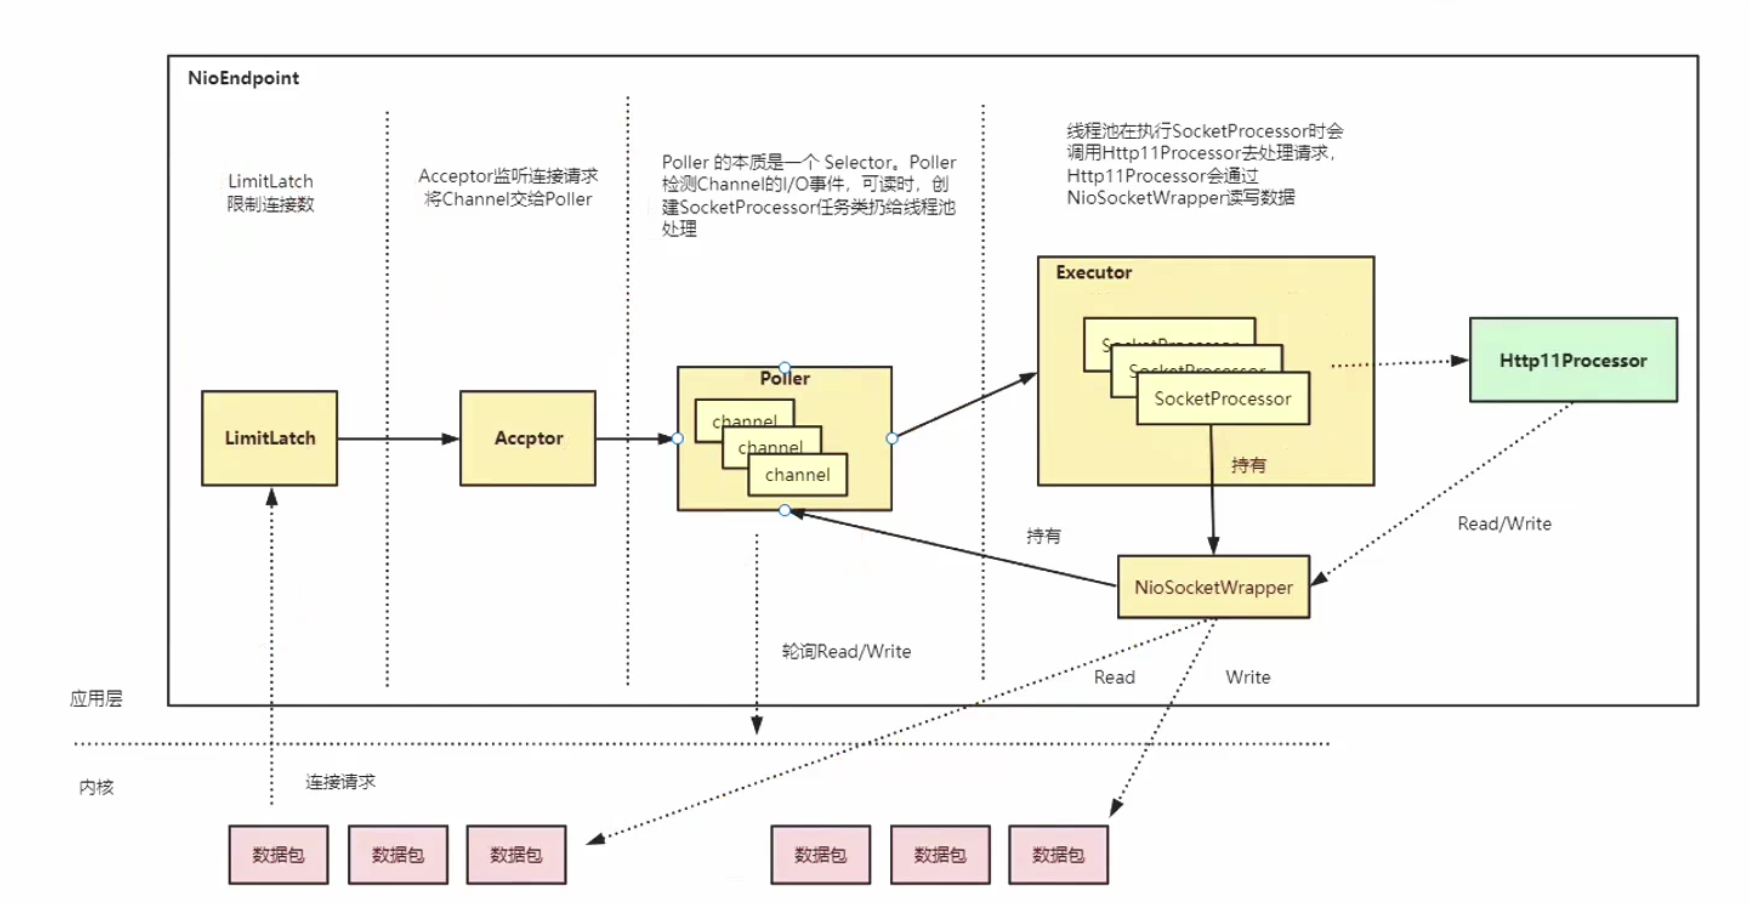 NioEndpoint
LimitLatch
限制连接数
Acceptor监听连接请求
将Channel交给Poller
Poller 的本质是一个 Selector。Poller
检测Channel的I/O事件，可读时，创
建SocketProcessor任务类扔给线程池
处理
线程池在执行SocketProcessor时会
调用Http11Processor去处理请求，
Http11Processor会通过
NioSocketWrapper读写数据
Executor
SocketProcessor
SocketProcessor
SocketProcessor
Http11Processor
Poller
channel
channel
channel
LimitLatch
Accptor
持有
持有
Read/Write
NioSocketWrapper
轮询Read/Write
Read
Write
应用层
内核
连接请求
数据包
数据包
数据包
数据包
数据包
数据包